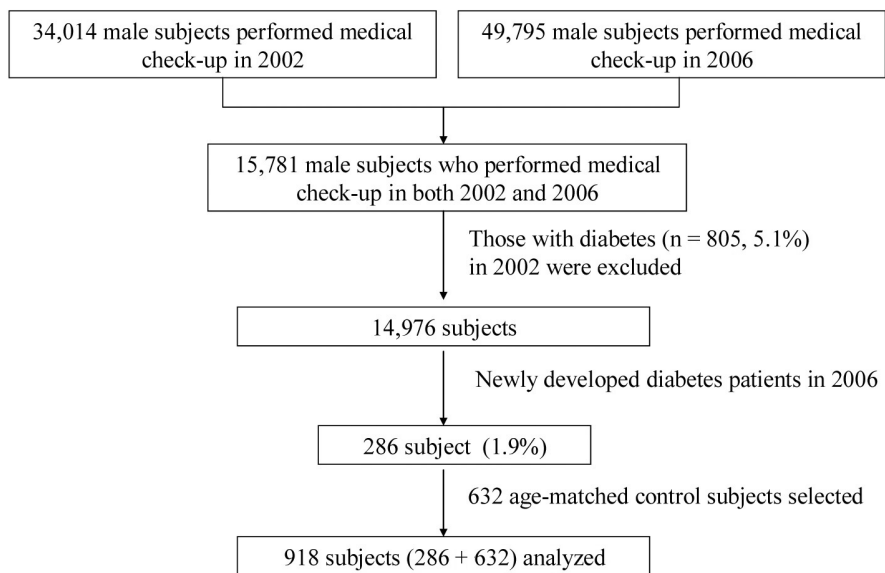 34,014 male subjects performed medical
check-up in 2002
49,795 male subjects performed medical
check-up in 2006
15,781 male subjects who performed medical
check-up in both 2002 and 2006
Those with diabetes (n = 805, 5.1%)
in 2002 were excluded
14,976 subjects
Newly developed diabetes patients in 2006
286 subject (1.9%)
632 age-matched control subjects selected
918 subjects (286 + 632) analyzed